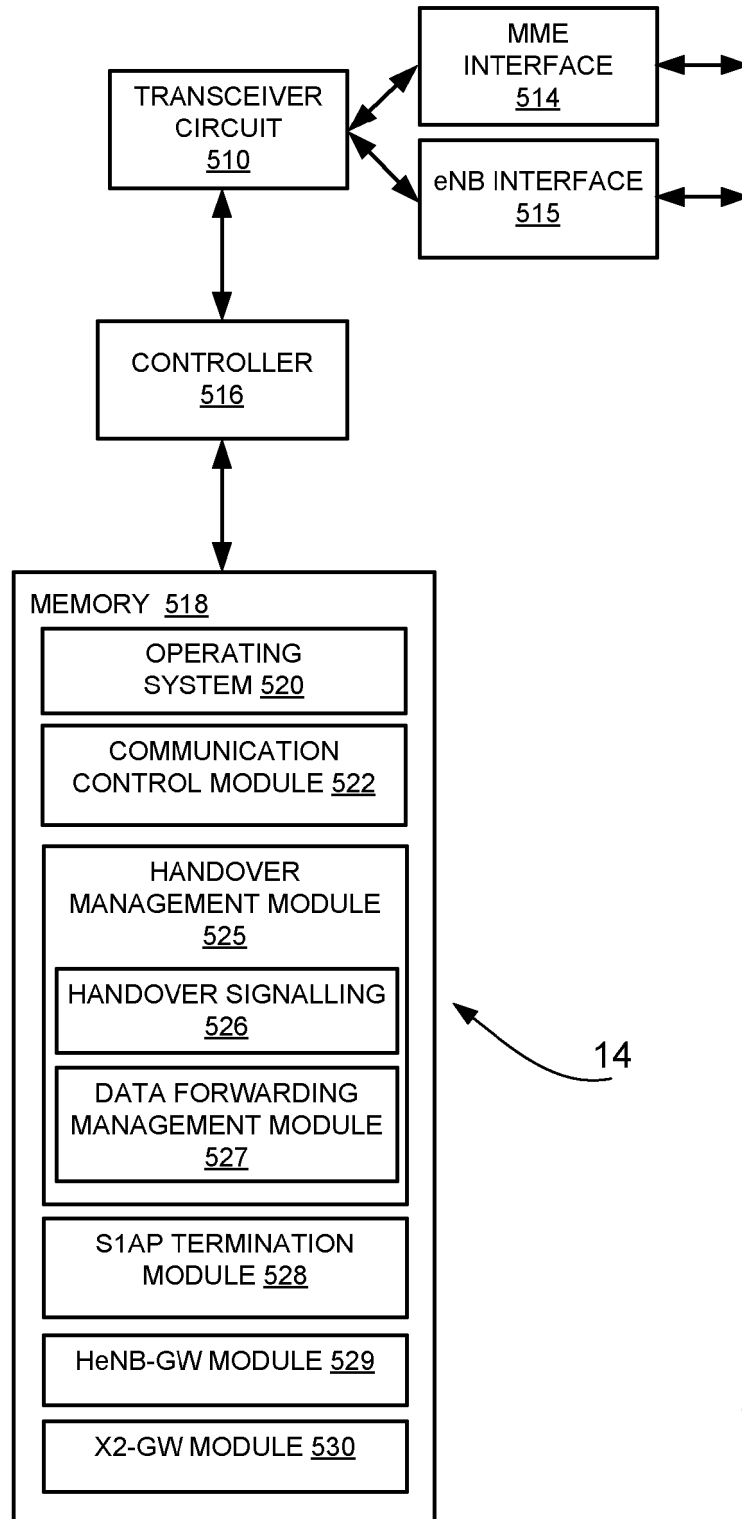 TRANSCEIVER
CIRCUIT
510
MME
INTERFACE
514
eNB INTERFACE
515
CONTROLLER
516
MEMORY 518
OPERATING
SYSTEM 520
COMMUNICATION
CONTROL MODULE 522
HANDOVER
MANAGEMENT MODULE
525
HANDOVER SIGNALLING
526
DATA FORWARDING
MANAGEMENT MODULE
527
14
S1AP TERMINATION
MODULE 528
HeNB-GW MODULE 529
X2-GW MODULE 530